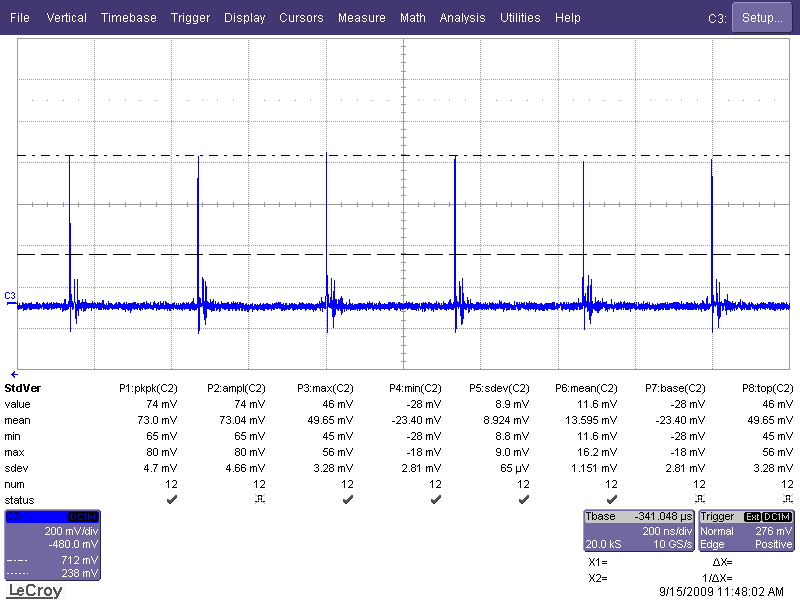 File Vertical Timebase Trigger Display Cursors Measure Math Analysis Utilities Help C3: Setup...
C3
StdVer P1:pkpk(C2) P2:ampl(C2) P3:max(C2) P4:min(C2) P5:sdev(C2) P6:mean(C2) P7:base(C2) P8:top(C2)
value 74 mV 74 mV 46 mV -28 mV 8.9 mV 11.6 mV -28 mV 46 mV
mean 73.0 mV 73.04 mV 49.65 mV -23.40 mV 8.924 mV 13.595 mV -23.40 mV 49.65 mV
min 65 mV 65 mV 45 mV -28 mV 8.8 mV 11.6 mV -28 mV 45 mV
max 80 mV 80 mV 56 mV -18 mV 9.0 mV 16.2 mV -18 mV 56 mV
sdev 4.7 mV 4.66 mV 3.28 mV 2.81 mV 65 µV 1.151 mV 2.81 mV 3.28 mV
num 12 12 12 12 12 12 12 12
status
C3 DC1M
200 mV/div
-480.0 mV
712 mV
238 mV
Tbase -341.048 µs
200 ns/div
20.0 kS 10 GS/s
Trigger Ext DC1M
Normal 276 mV
Edge Positive
X1= ΔX=
X2= 1/ΔX=
LeCroy
9/15/2009 11:48:02 AM